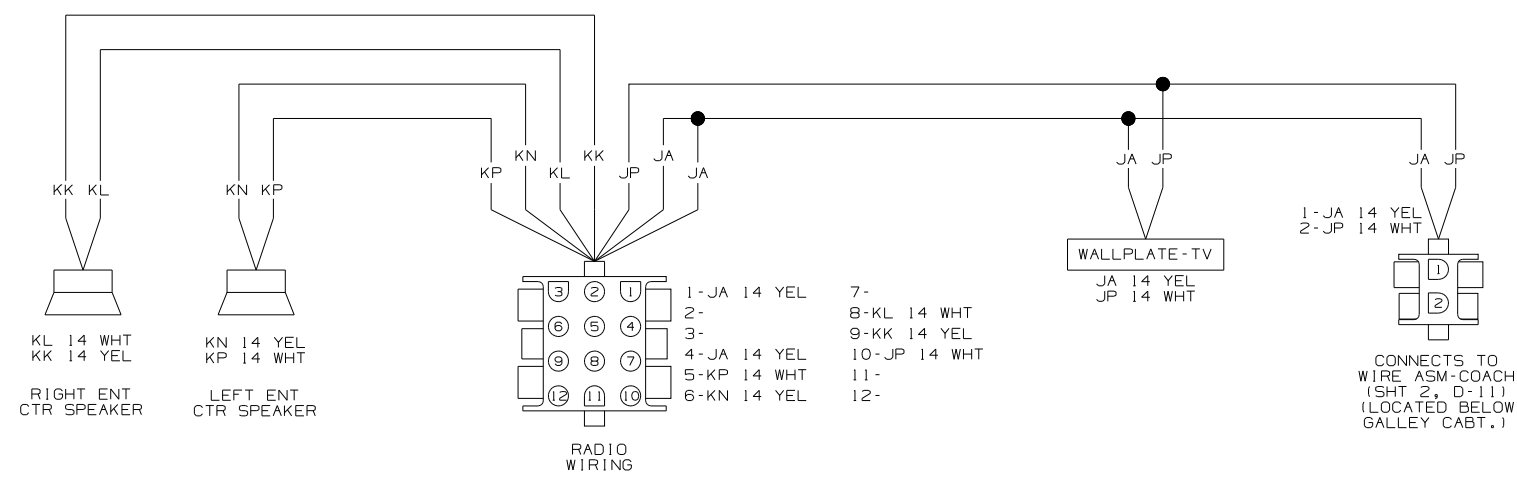 KK KL
KN KP
KP
KN
KL
KK
JP
JA
JA
JA JP
JA JP
KL 14 WHT
KK 14 YEL
RIGHT ENT
CTR SPEAKER
KN 14 YEL
KP 14 WHT
LEFT ENT
CTR SPEAKER
3 2 1
6 5 4
9 8 7
12 11 10
RADIO
WIRING
1-JA 14 YEL
2-
3-
4-JA 14 YEL
5-KP 14 WHT
6-KN 14 YEL
7-
8-KL 14 WHT
9-KK 14 YEL
10-JP 14 WHT
11-
12-
WALLPLATE-TV
JA 14 YEL
JP 14 WHT
1-JA 14 YEL
2-JP 14 WHT
1
2
CONNECTS TO
WIRE ASM-COACH
(SHT 2, D-11)
(LOCATED BELOW
GALLEY CABT.)